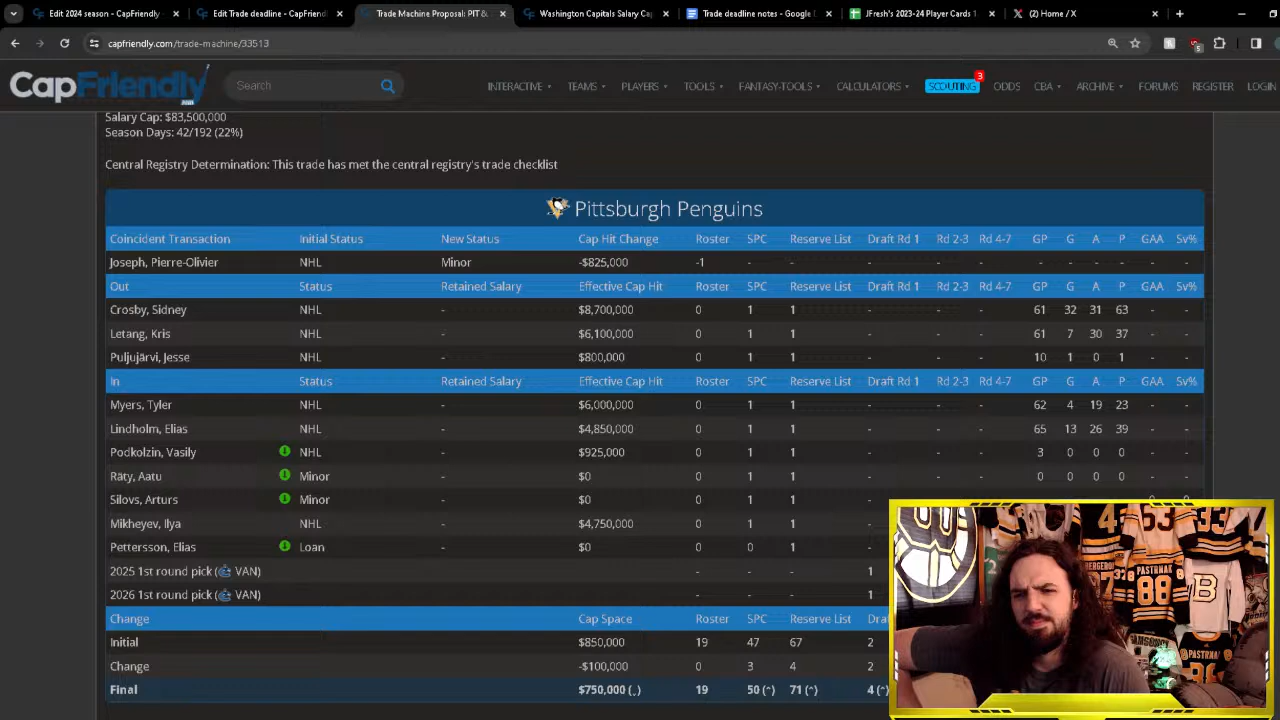 Edit 2024 season - CapFriendly
Edit Trade deadline - CapFriendl
Trade Machine Proposal: PIT &
Washington Capitals Salary Cap
Trade deadline notes - Google D
JFresh's 2023-24 Player Cards 1
(2) Home / X
capfriendly.com/trade-machine/33513
CapFriendly
Search
INTERACTIVE TEAMS PLAYERS TOOLS FANTASY-TOOLS CALCULATORS SCOUTING 3 ODDS CBA ARCHIVE FORUMS REGISTER LOGIN
Salary Cap: $83,500,000
Season Days: 42/192 (22%)
Central Registry Determination: This trade has met the central registry's trade checklist
Pittsburgh Penguins
Coincident Transaction Initial Status New Status Cap Hit Change Roster SPC Reserve List Draft Rd 1 Rd 2-3 Rd 4-7 GP G A P GAA Sv%
Joseph, Pierre-Olivier NHL Minor -$825,000 -1 - - - - - - - - - - -
Out Status Retained Salary Effective Cap Hit Roster SPC Reserve List Draft Rd 1 Rd 2-3 Rd 4-7 GP G A P GAA Sv%
Crosby, Sidney NHL - $8,700,000 0 1 1 - - - 61 32 31 63 - -
Letang, Kris NHL - $6,100,000 0 1 1 - - - 61 7 30 37 - -
Puljujärvi, Jesse NHL - $800,000 0 1 1 - - - 10 1 0 1 - -
In Status Retained Salary Effective Cap Hit Roster SPC Reserve List Draft Rd 1 Rd 2-3 Rd 4-7 GP G A P GAA Sv%
Myers, Tyler NHL - $6,000,000 0 1 1 - - - 62 4 19 23 - -
Lindholm, Elias NHL - $4,850,000 0 1 1 - - - 65 13 26 39 - -
Podkolzin, Vasily NHL - $925,000 0 1 1 - - - 3 0 0 0 - -
Räty, Aatu Minor - $0 0 1 1 - - - 0 0 0 0 - -
Silovs, Arturs Minor - $0 0 1 1 -
Mikheyev, Ilya NHL - $4,750,000 0 1 1 -
Pettersson, Elias Loan - $0 0 0 1 -
2025 1st round pick ( VAN) - - - 1
2026 1st round pick ( VAN) - - - 1
Change Cap Space Roster SPC Reserve List Dra
Initial $850,000 19 47 67 2
Change -$100,000 0 3 4 2
Final $750,000 (,) 19 50 (^) 71 (^) 4 (^)
BERGERON
PASTRNAK
88